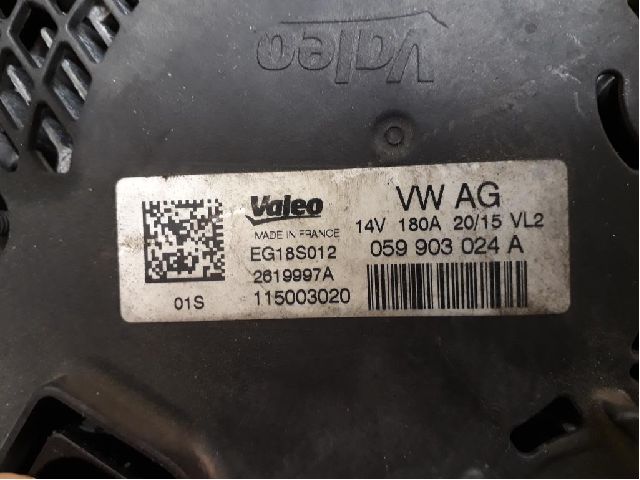 Valeo
Valeo
MADE IN FRANCE
EG18S012
2619997A
115003020
01S
VW AG
14V 180A 20/15 VL2
059 903 024 A